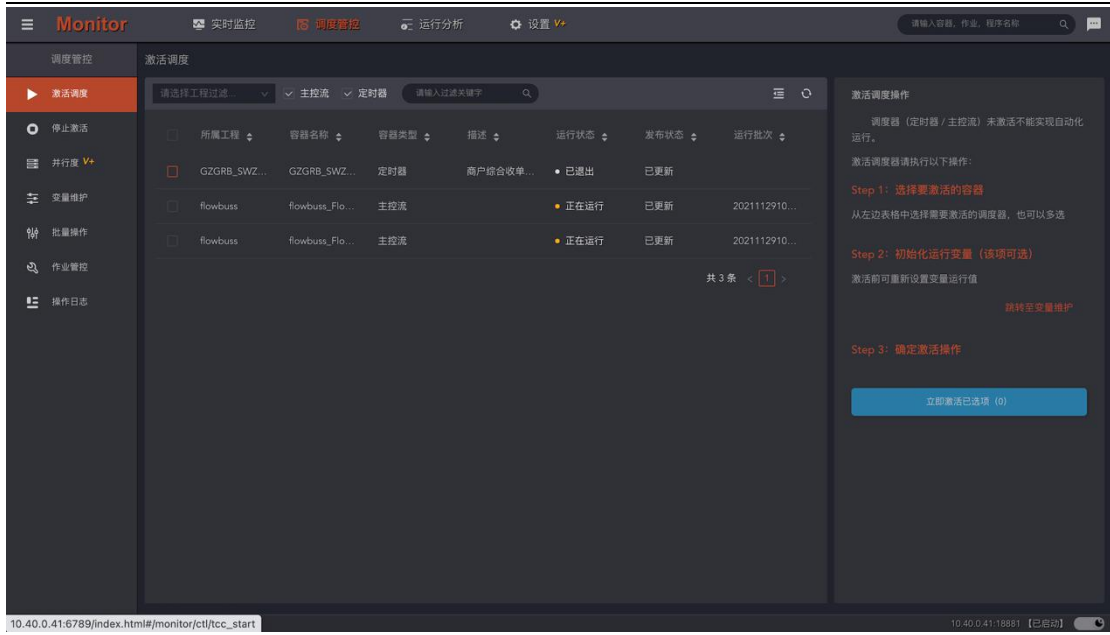 Monitor 实时监控 调度管控 运行分析 设置 V+ 请输入容器、作业、程序名称
调度管控
激活调度
停止激活
并行度 V+
变量维护
批量操作
作业管控
操作日志
激活调度
请选择工程过滤... 主控流 定时器 请输入过滤关键字
所属工程 容器名称 容器类型 描述 运行状态 发布状态 运行批次
GZGRB_SWZ... GZGRB_SWZ... 定时器 商户综合收单... 已退出 已更新
flowbuss flowbuss_Flo... 主控流 正在运行 已更新 2021112910...
flowbuss flowbuss_Flo... 主控流 正在运行 已更新 2021112910...
共 3 条 < 1 >
激活调度操作
调度器（定时器 / 主控流）未激活不能实现自动化
运行。
激活调度器请执行以下操作：
Step 1：选择要激活的容器
从左边表格中选择需要激活的调度器，也可以多选
Step 2：初始化运行变量（该项可选）
激活前可重新设置变量运行值
跳转至变量维护
Step 3：确定激活操作
立即激活已选项（0）
10.40.0.41:6789/index.html#/monitor/ctl/tcc_start
10.40.0.41:18881 【已启动】